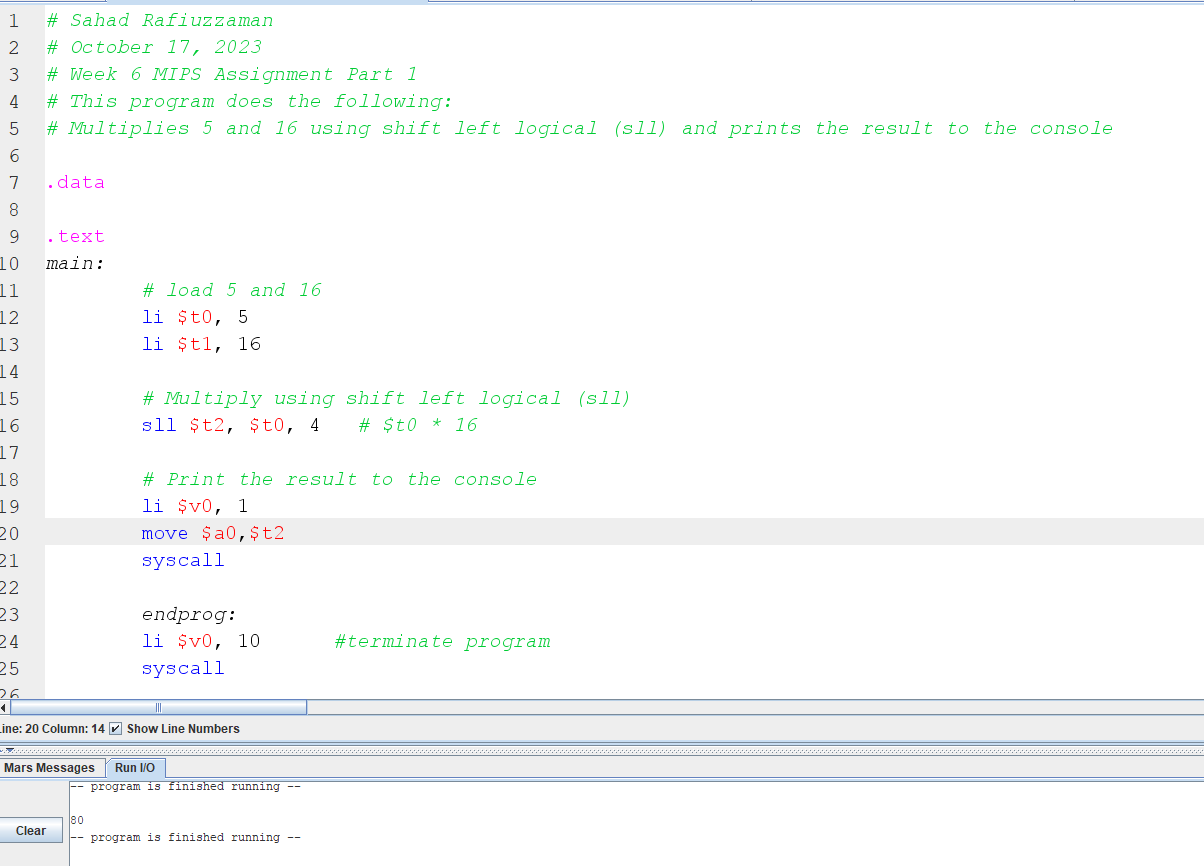 1 # Sahad Rafiuzzaman
2 # October 17, 2023
3 # Week 6 MIPS Assignment Part 1
4 # This program does the following:
5 # Multiplies 5 and 16 using shift left logical (sll) and prints the result to the console
6
7 .data
8
9 .text
10 main:
11 # load 5 and 16
12 li $t0, 5
13 li $t1, 16
14
15 # Multiply using shift left logical (sll)
16 sll $t2, $t0, 4 # $t0 * 16
17
18 # Print the result to the console
19 li $v0, 1
20 move $a0,$t2
21 syscall
22
23 endprog:
24 li $v0, 10 #terminate program
25 syscall
26
Line: 20 Column: 14 Show Line Numbers
Mars Messages Run I/O
-- program is finished running --
80
Clear
-- program is finished running --